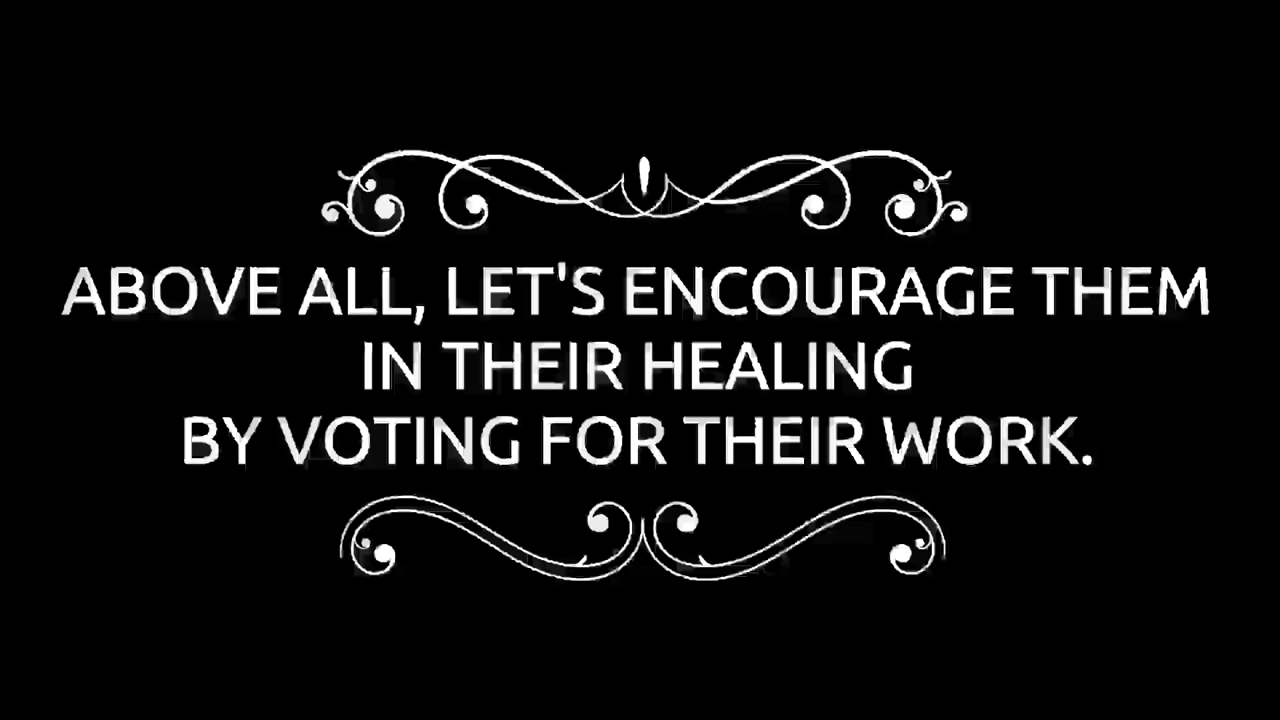 ABOVE ALL, LET'S ENCOURAGE THEM
IN THEIR HEALING
BY VOTING FOR THEIR WORK.